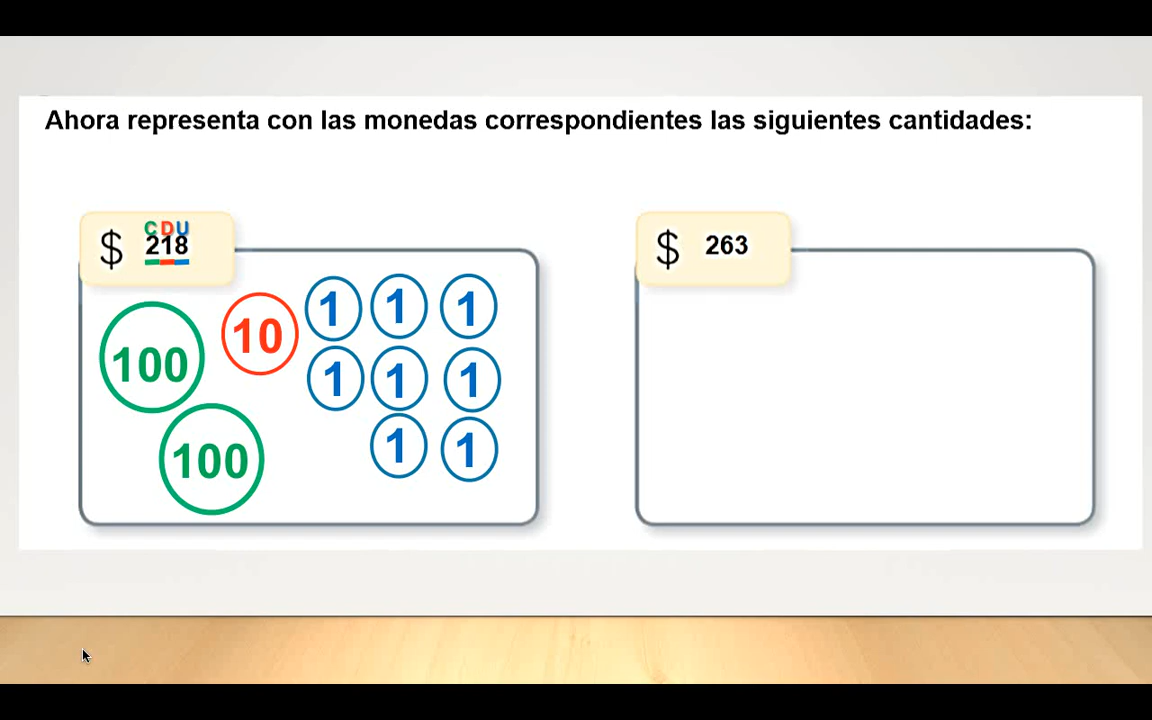 Ahora representa con las monedas correspondientes las siguientes cantidades:
CDU
$ 218
100
10
1 1 1
1 1 1
1 1
100
$ 263